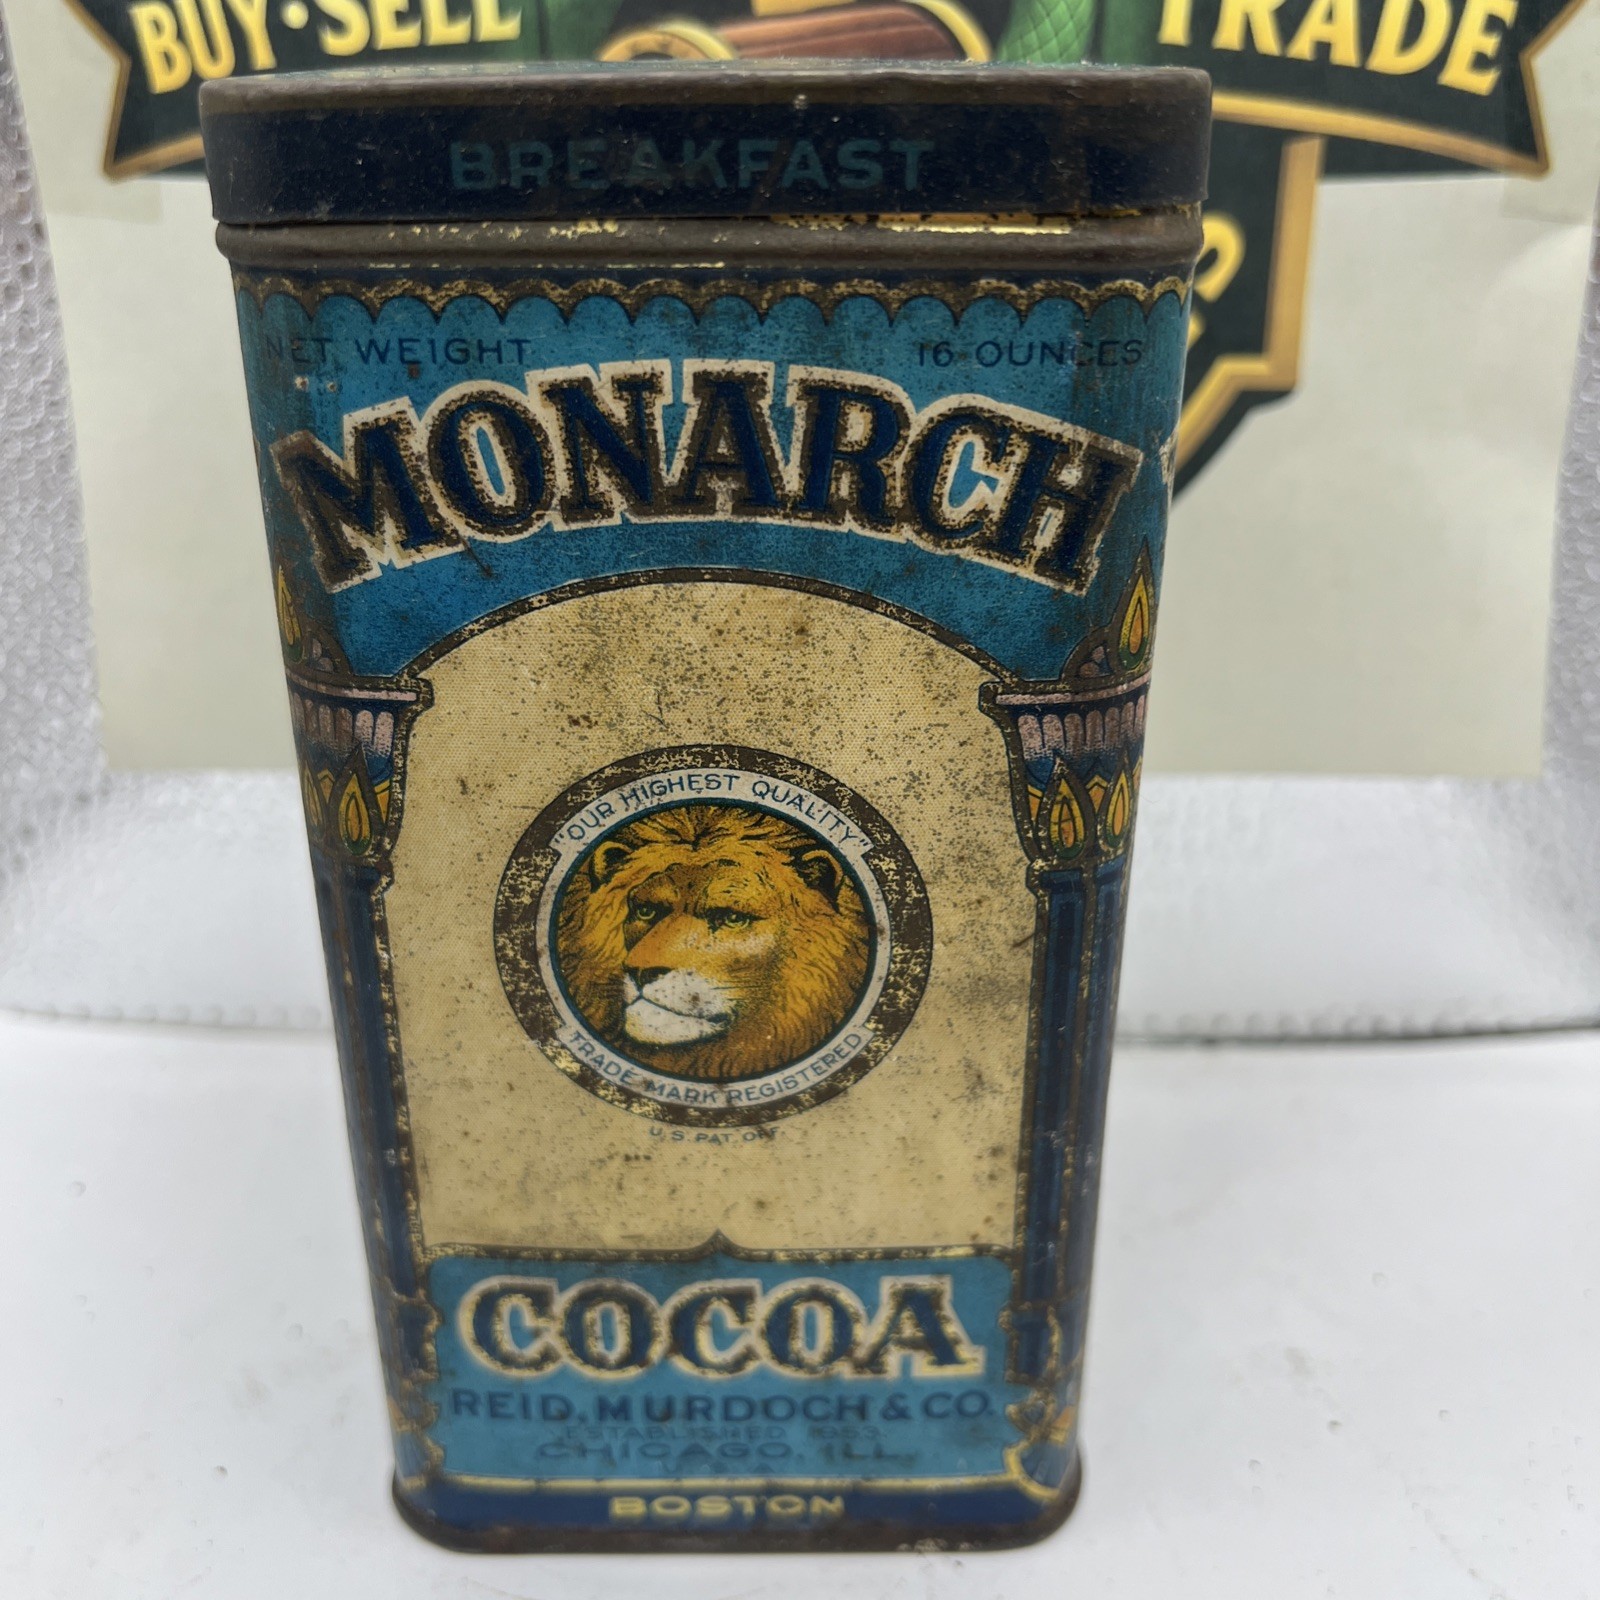 BUY · SELL
TRADE
BREAKFAST
NET WEIGHT 16 OUNCES
MONARCH
"OUR HIGHEST QUALITY"
TRADE MARK REGISTERED
U.S. PAT. OFF.
COCOA
REID, MURDOCH & CO.
ESTABLISHED 1853.
CHICAGO, ILL.
U.S.A.
BOSTON